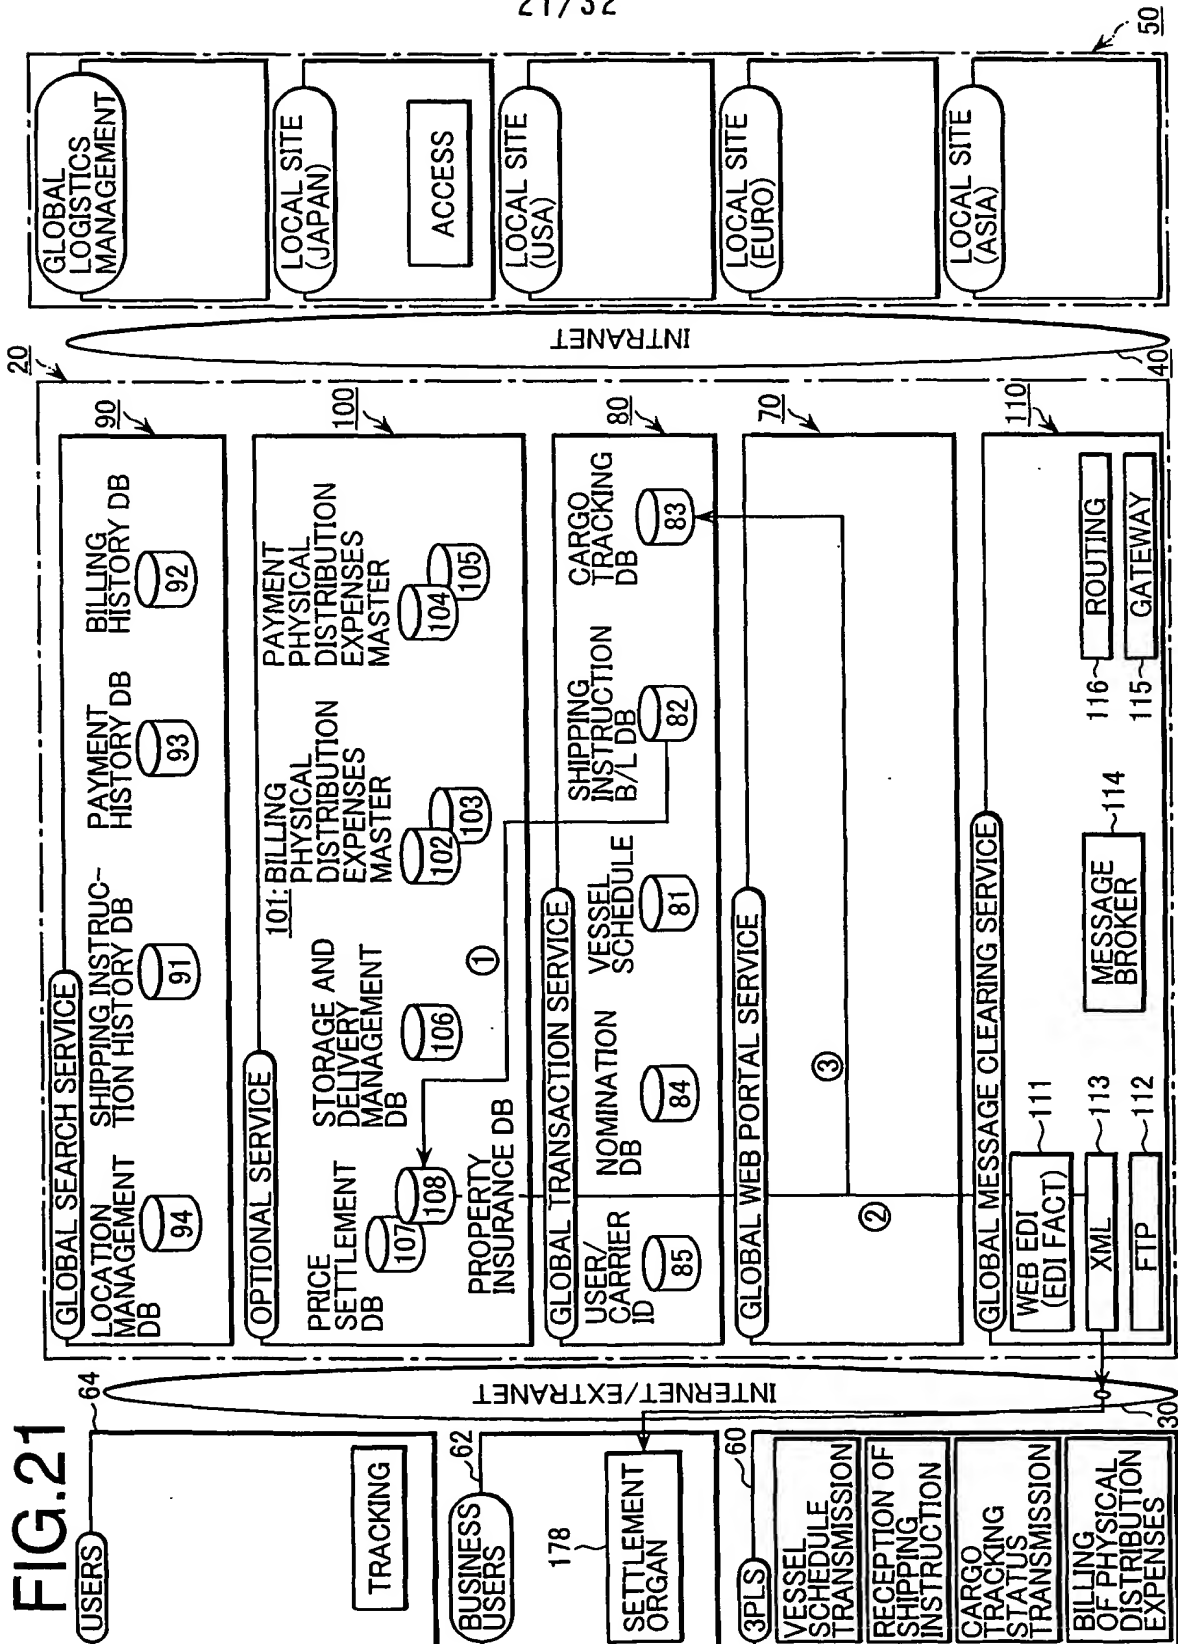 21/32
FIG.21
USERS
64
TRACKING
BUSINESS
USERS
62
178
SETTLEMENT
ORGAN
3PLS
60
VESSEL
SCHEDULE
TRANSMISSION
RECEPTION OF
SHIPPING
INSTRUCTION
CARGO
TRACKING
STATUS
TRANSMISSION
BILLING
OF PHYSICAL
DISTRIBUTION
EXPENSES
INTERNET/EXTRANET
30
20
GLOBAL SEARCH SERVICE
90
LOCATION
MANAGEMENT
DB
94
SHIPPING INSTRUC-
TION HISTORY DB
91
PAYMENT
HISTORY DB
93
BILLING
HISTORY DB
92
OPTIONAL SERVICE
100
PRICE
SETTLEMENT
DB
107
108
PROPERTY
INSURANCE DB
STORAGE AND
DELIVERY
MANAGEMENT
DB
106
①
101: BILLING
PHYSICAL
DISTRIBUTION
EXPENSES
MASTER
102
103
PAYMENT
PHYSICAL
DISTRIBUTION
EXPENSES
MASTER
104
105
GLOBAL TRANSACTION SERVICE
80
USER/
CARRIER
ID
85
NOMINATION
DB
84
VESSEL
SCHEDULE
81
SHIPPING
INSTRUCTION
B/L DB
82
CARGO
TRACKING
DB
83
GLOBAL WEB PORTAL SERVICE
70
②
③
GLOBAL MESSAGE CLEARING SERVICE
110
WEB EDI
(EDI FACT)
111
XML
113
FTP
112
MESSAGE
BROKER
114
116
ROUTING
115
GATEWAY
INTRANET
40
50
GLOBAL
LOGISTICS
MANAGEMENT
LOCAL SITE
(JAPAN)
ACCESS
LOCAL SITE
(USA)
LOCAL SITE
(EURO)
LOCAL SITE
(ASIA)